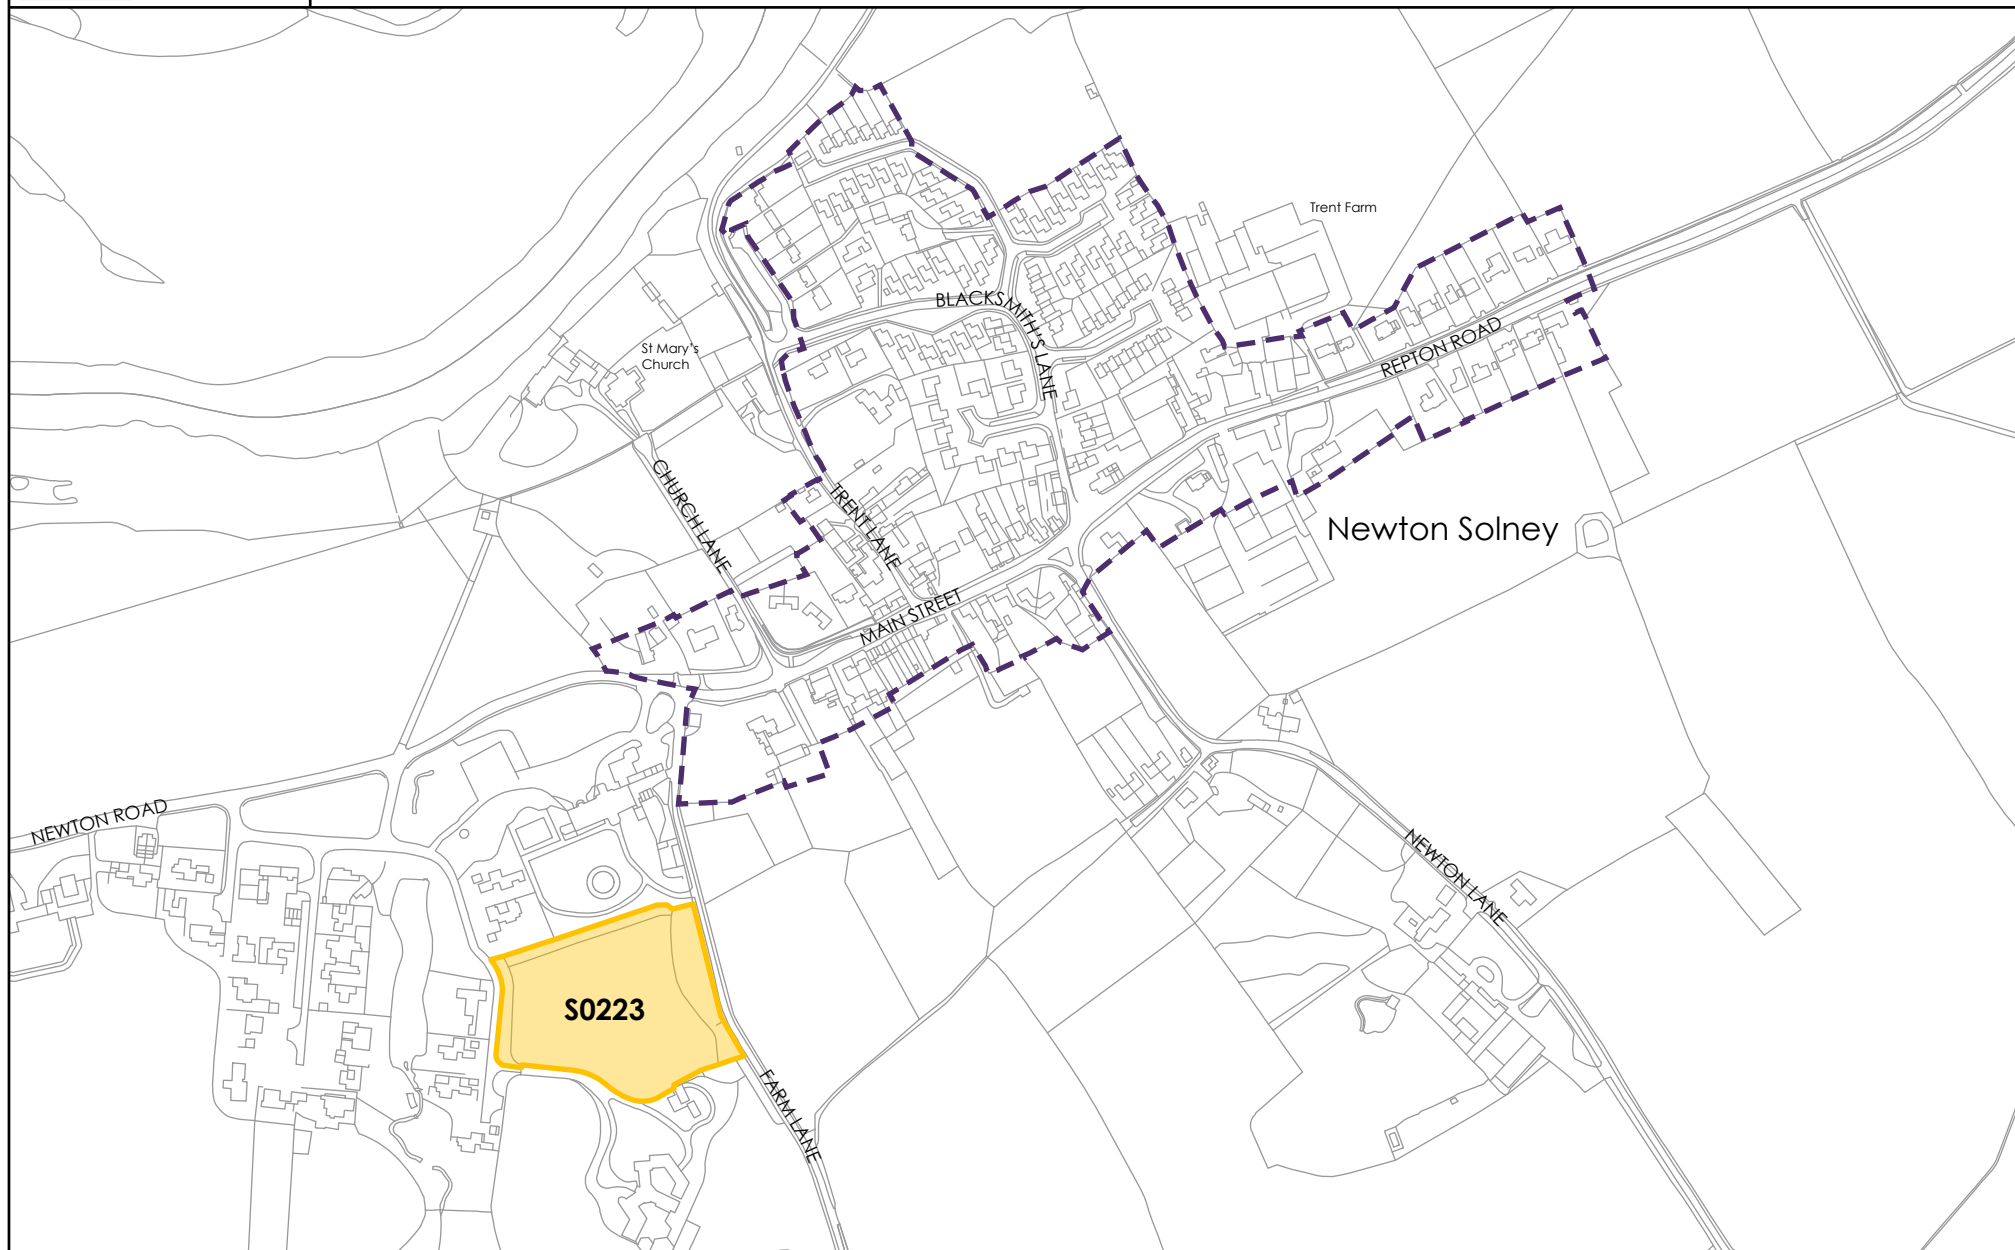 Trent Farm
BLACKSMITH'S LANE
REPTON ROAD
St Mary's
Church
CHURCH LANE
TRENT LANE
Newton Solney
MAIN STREET
NEWTON ROAD
NEWTON LANE
S0223
FARM LANE